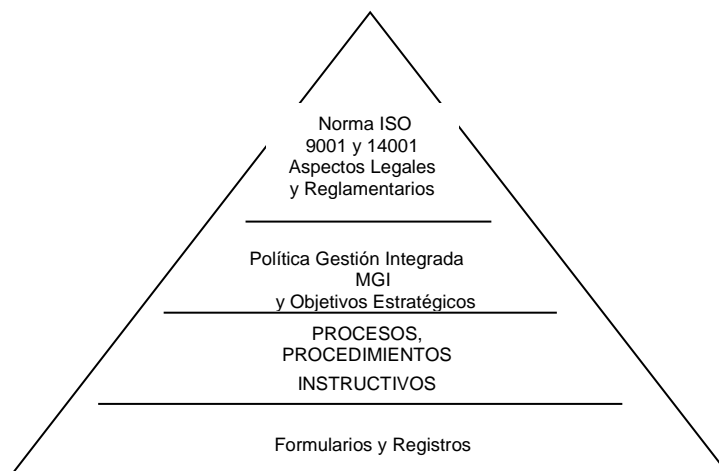 Norma ISO
9001 y 14001
Aspectos Legales
y Reglamentarios
Política Gestión Integrada
MGI
y Objetivos Estratégicos
PROCESOS,
PROCEDIMIENTOS
INSTRUCTIVOS
Formularios y Registros